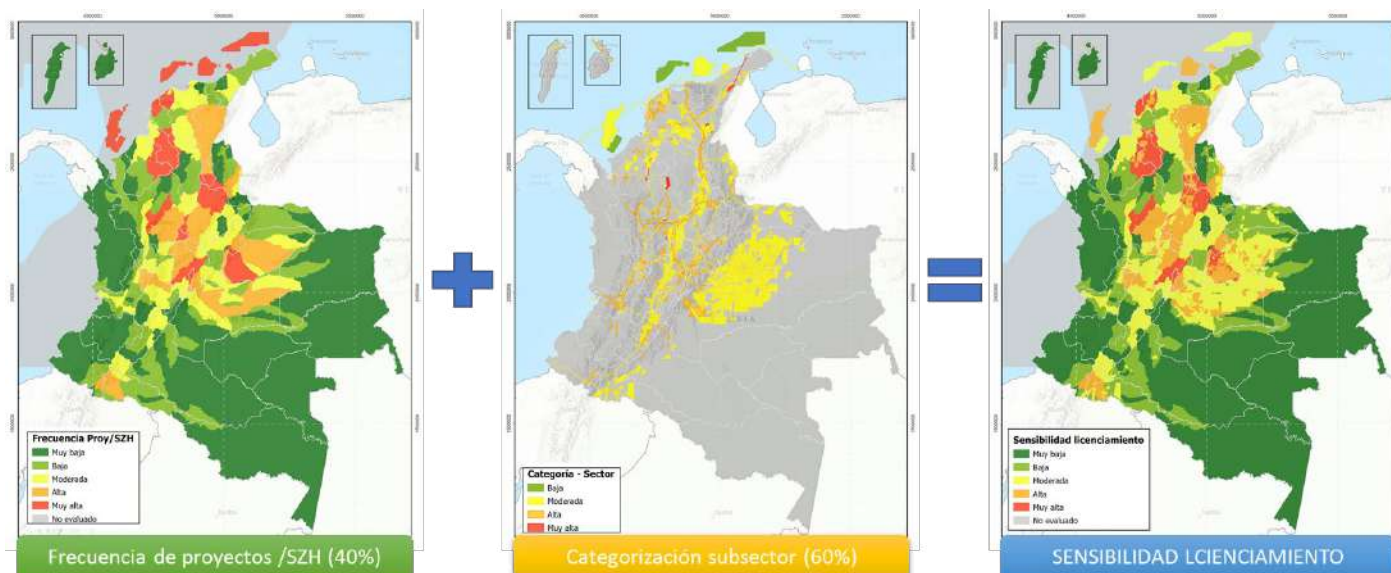 Frecuencia Proy/SZH
Muy baja
Baja
Moderada
Alta
Muy alta
No evaluado
Frecuencia de proyectos /SZH (40%)
Categoría - Sector
Baja
Moderada
Alta
Muy alta
Categorización subsector (60%)
Sensibilidad licenciamiento
Muy baja
Baja
Moderada
Alta
Muy alta
No evaluado
SENSIBILIDAD LCIENCIAMIENTO